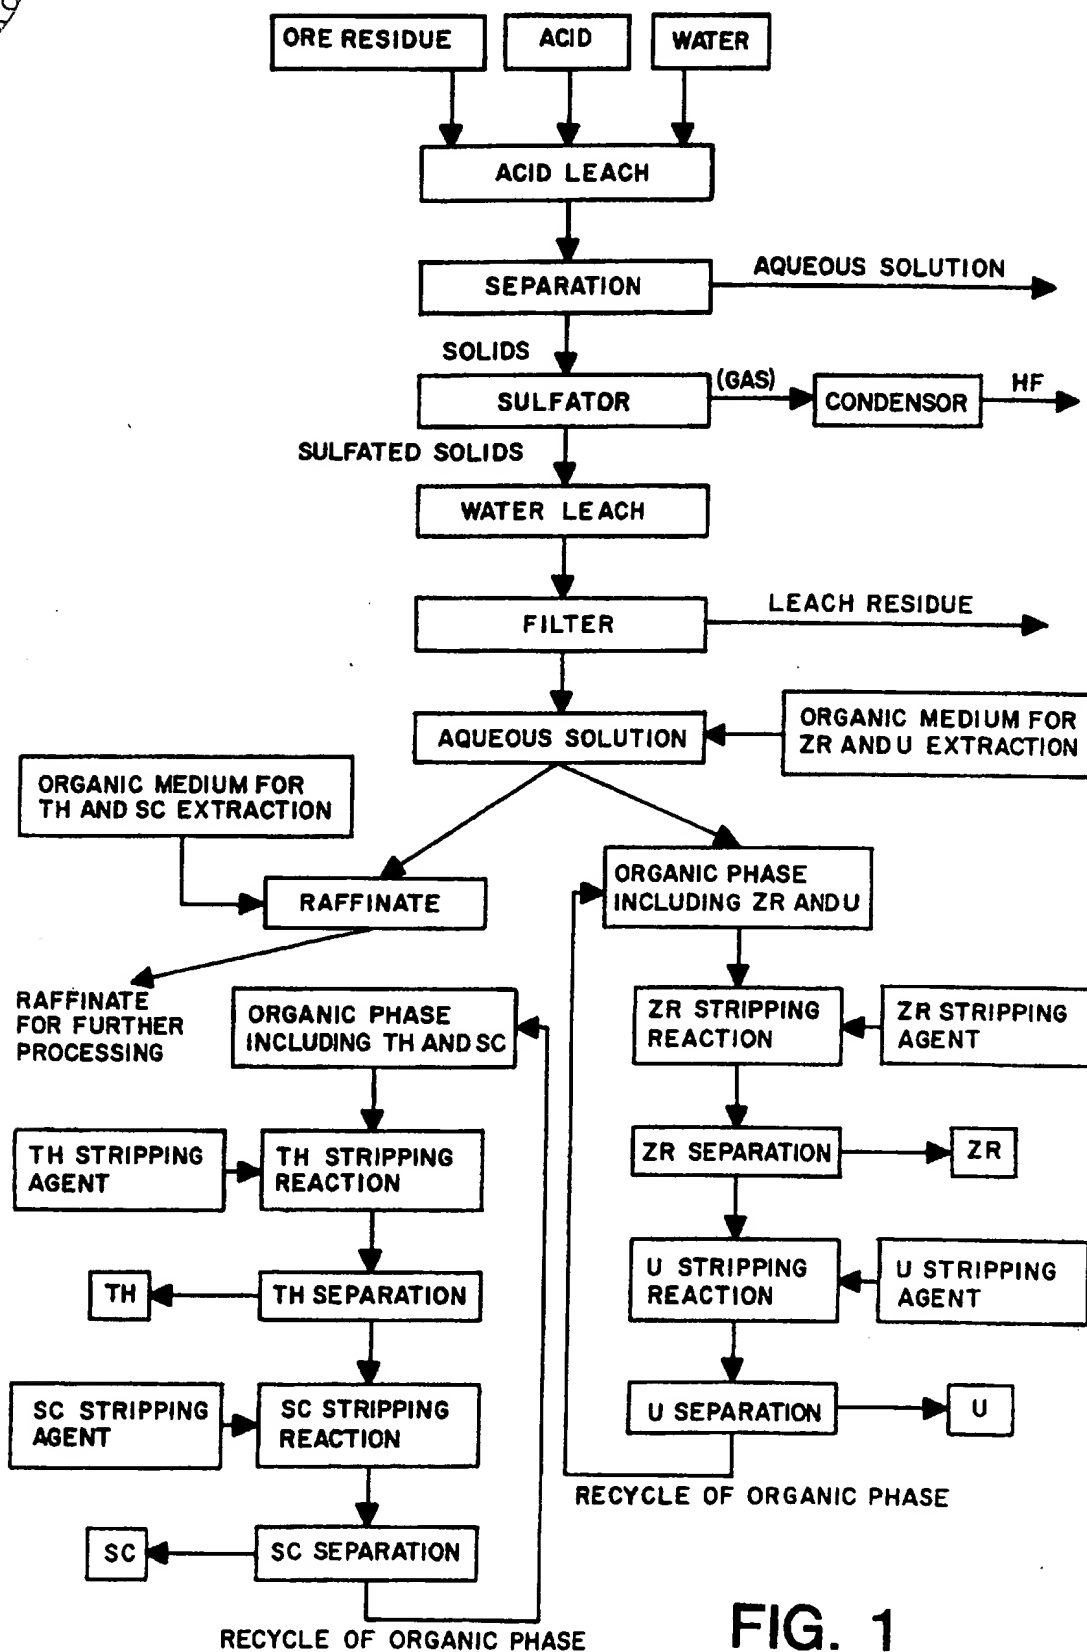 ORE RESIDUE
ACID
WATER
ACID LEACH
SEPARATION
AQUEOUS SOLUTION
SOLIDS
SULFATOR
(GAS)
CONDENSOR
HF
SULFATED SOLIDS
WATER LEACH
FILTER
LEACH RESIDUE
AQUEOUS SOLUTION
ORGANIC MEDIUM FOR
ZR AND U EXTRACTION
ORGANIC MEDIUM FOR
TH AND SC EXTRACTION
RAFFINATE
ORGANIC PHASE
INCLUDING ZR AND U
RAFFINATE
FOR FURTHER
PROCESSING
ORGANIC PHASE
INCLUDING TH AND SC
ZR STRIPPING
REACTION
ZR STRIPPING
AGENT
TH STRIPPING
AGENT
TH STRIPPING
REACTION
ZR SEPARATION
ZR
TH
TH SEPARATION
U STRIPPING
REACTION
U STRIPPING
AGENT
SC STRIPPING
AGENT
SC STRIPPING
REACTION
U SEPARATION
U
RECYCLE OF ORGANIC PHASE
SC
SC SEPARATION
RECYCLE OF ORGANIC PHASE
FIG. 1